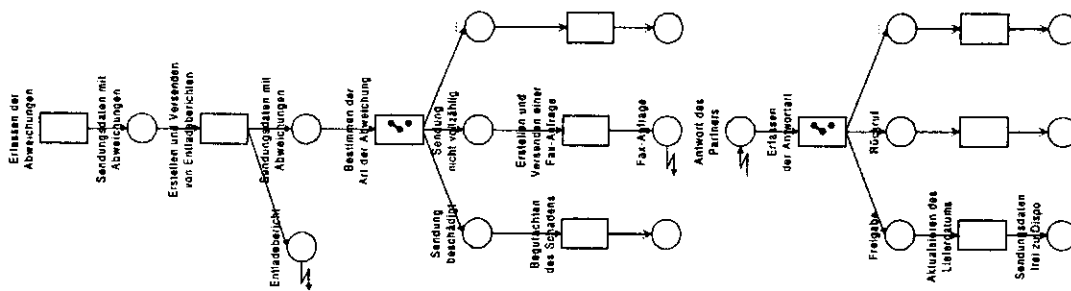 Erfassen der
Abweichungen
Sendungsdaten mit
Abweichungen
Erstellen und Versenden
von Entladeberichten
Sendungsdaten mit
Abweichungen
Entladebericht
Bestimmen der
Art der Abweichung
Sendung
nicht vollzählig
Sendung
beschädigt
Erstellen und
Versenden einer
Fax-Anfrage
Begutachten
des Schadens
Fax-Anfrage
Antwort des
Partners
Erfassen
der Antwortart
Rückruf
Freigabe
Aktualisieren des
Lieferdatums
Sendungsdaten
frei zu Dispo